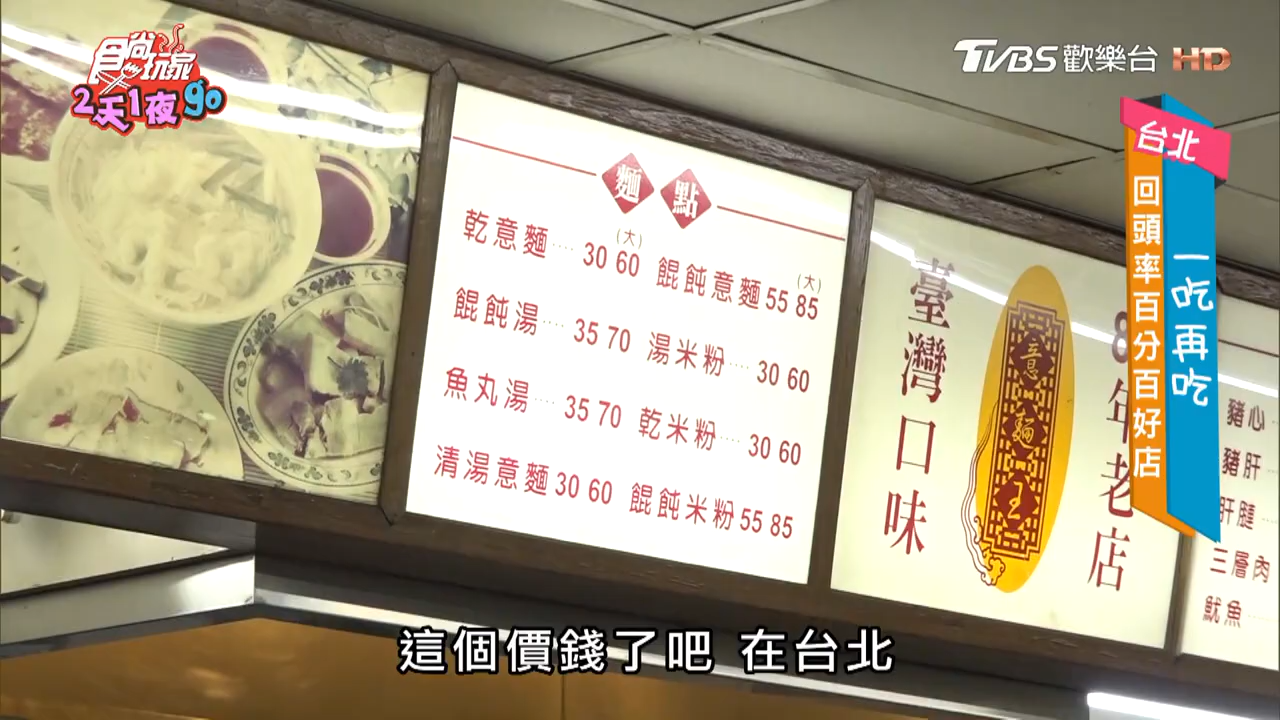 食尚玩家
2天1夜go
TVBS歡樂台 HD
台北
一吃再吃
回頭率百分百好店
麵點
(大)
乾意麵…30 60
(大)
餛飩意麵 55 85
餛飩湯…35 70
湯米粉…30 60
魚丸湯…35 70
乾米粉…30 60
清湯意麵 30 60
餛飩米粉 55 85
臺灣口味
意麵王
年老店
豬心
豬肝
肝腱
三層肉
魷魚
這個價錢了吧 在台北